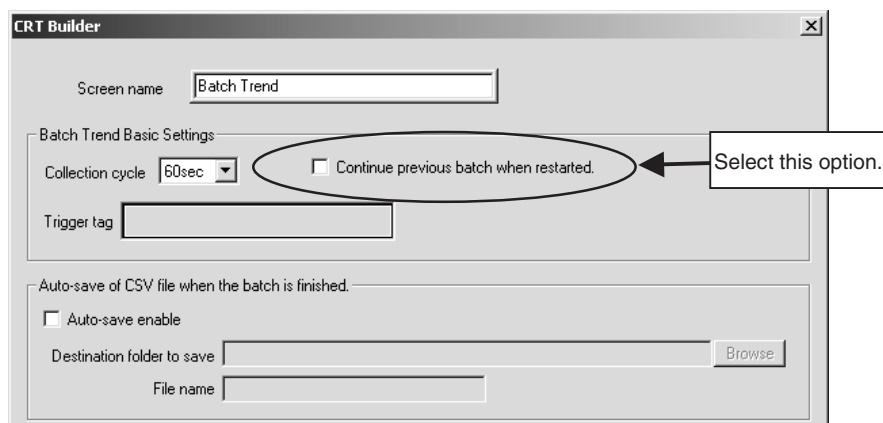 CRT Builder
Screen name Batch Trend
Batch Trend Basic Settings
Collection cycle 60sec Continue previous batch when restarted.
Select this option.
Trigger tag
Auto-save of CSV file when the batch is finished.
Auto-save enable
Destination folder to save Browse
File name